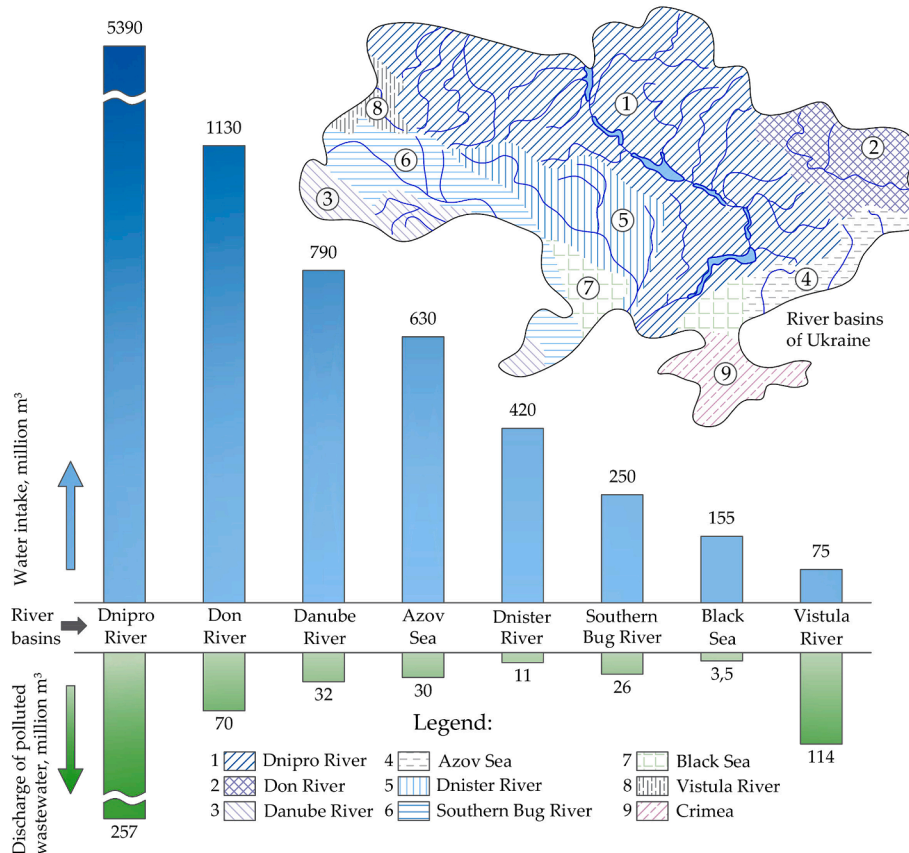 5390
1130
790
630
420
250
155
75
1
2
3
4
5
6
7
8
9
River basins
of Ukraine
Water intake, million m³
River
basins
Dnipro
River
Don
River
Danube
River
Azov
Sea
Dnister
River
Southern
Bug River
Black
Sea
Vistula
River
Discharge of polluted
wastewater, million m³
257
70
32
30
11
26
3,5
114
Legend:
1 Dnipro River
2 Don River
3 Danube River
4 Azov Sea
5 Dnister River
6 Southern Bug River
7 Black Sea
8 Vistula River
9 Crimea